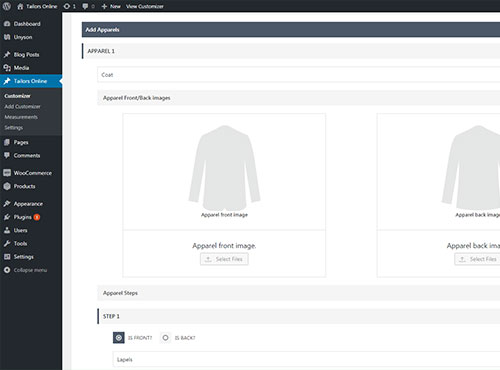 Tailors Online 1 0 + New View Customizer
Dashboard
Unyson
Blog Posts
Media
Tailors Online
Customizer
Add Customizer
Measurements
Settings
Pages
Comments
WooCommerce
Products
Appearance
Plugins 1
Users
Tools
Settings
Collapse menu
Add Apparels
APPAREL 1
Coat
Apparel Front/Back images
Apparel front image
Apparel front image.
Select Files
Apparel back image
Apparel back ima
Select Files
Apparel Steps
STEP 1
IS FRONT? IS BACK?
Lapels